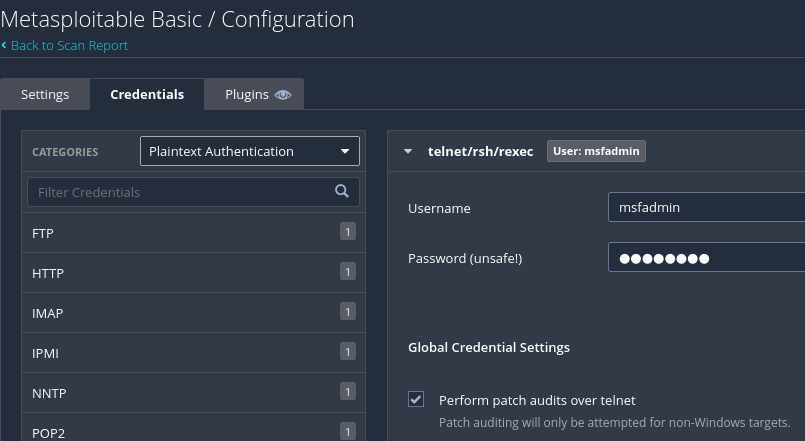 Metasploitable Basic / Configuration
Back to Scan Report
Settings
Credentials
Plugins
CATEGORIES
Plaintext Authentication
Filter Credentials
FTP 1
HTTP 1
IMAP 1
IPMI 1
NNTP 1
POP2 1
telnet/rsh/rexec
User: msfadmin
Username
msfadmin
Password (unsafe!)
●●●●●●●●
Global Credential Settings
Perform patch audits over telnet
Patch auditing will only be attempted for non-Windows targets.